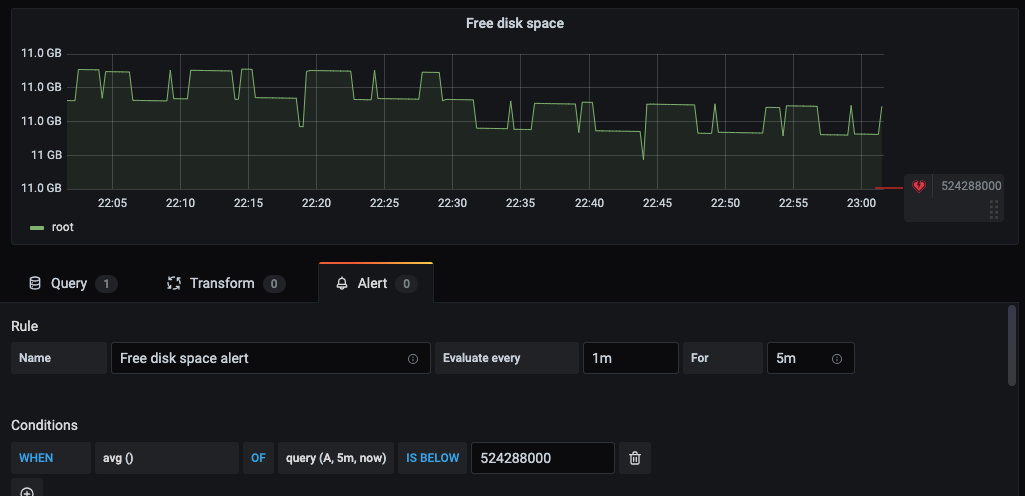 Free disk space
11.0 GB
11.0 GB
11.0 GB
11 GB
11.0 GB
22:05 22:10 22:15 22:20 22:25 22:30 22:35 22:40 22:45 22:50 22:55 23:00
524288000
root
Query 1 Transform 0 Alert 0
Rule
Name Free disk space alert Evaluate every 1m For 5m
Conditions
WHEN avg () OF query (A, 5m, now) IS BELOW 524288000